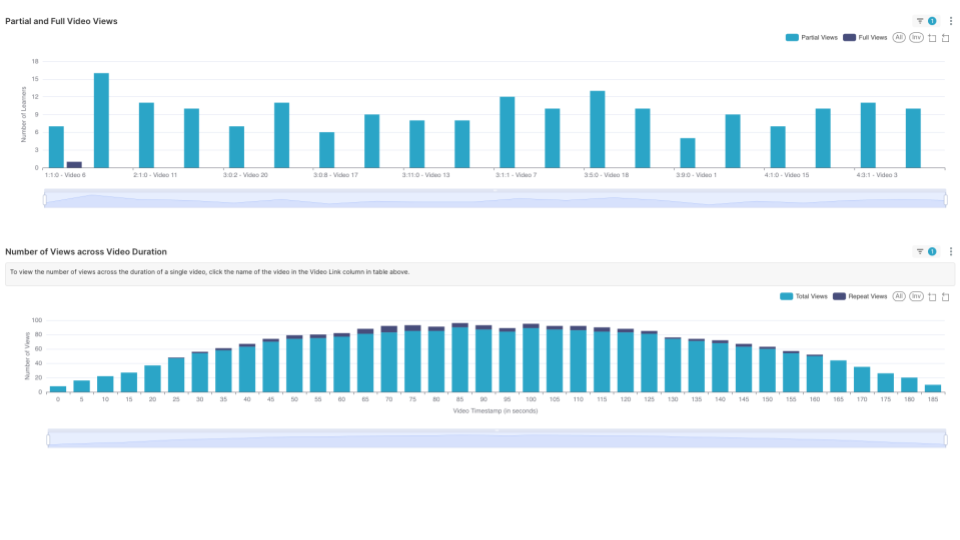 Partial and Full Video Views
1
Partial Views Full Views All Inv
Number of Learners
18
15
12
9
6
3
0
1:1:0 - Video 6 2:1:0 - Video 11 3:0:2 - Video 20 3:0:8 - Video 17 3:11:0 - Video 13 3:1:1 - Video 7 3:5:0 - Video 18 3:9:0 - Video 1 4:1:0 - Video 15 4:3:1 - Video 3
Number of Views across Video Duration
1
To view the number of views across the duration of a single video, click the name of the video in the Video Link column in table above.
Total Views Repeat Views All Inv
Number of Views
100
80
60
40
20
0
0 5 10 15 20 25 30 35 40 45 50 55 60 65 70 75 80 85 90 95 100 105 110 115 120 125 130 135 140 145 150 155 160 165 170 175 180 185
Video Timestamp (in seconds)